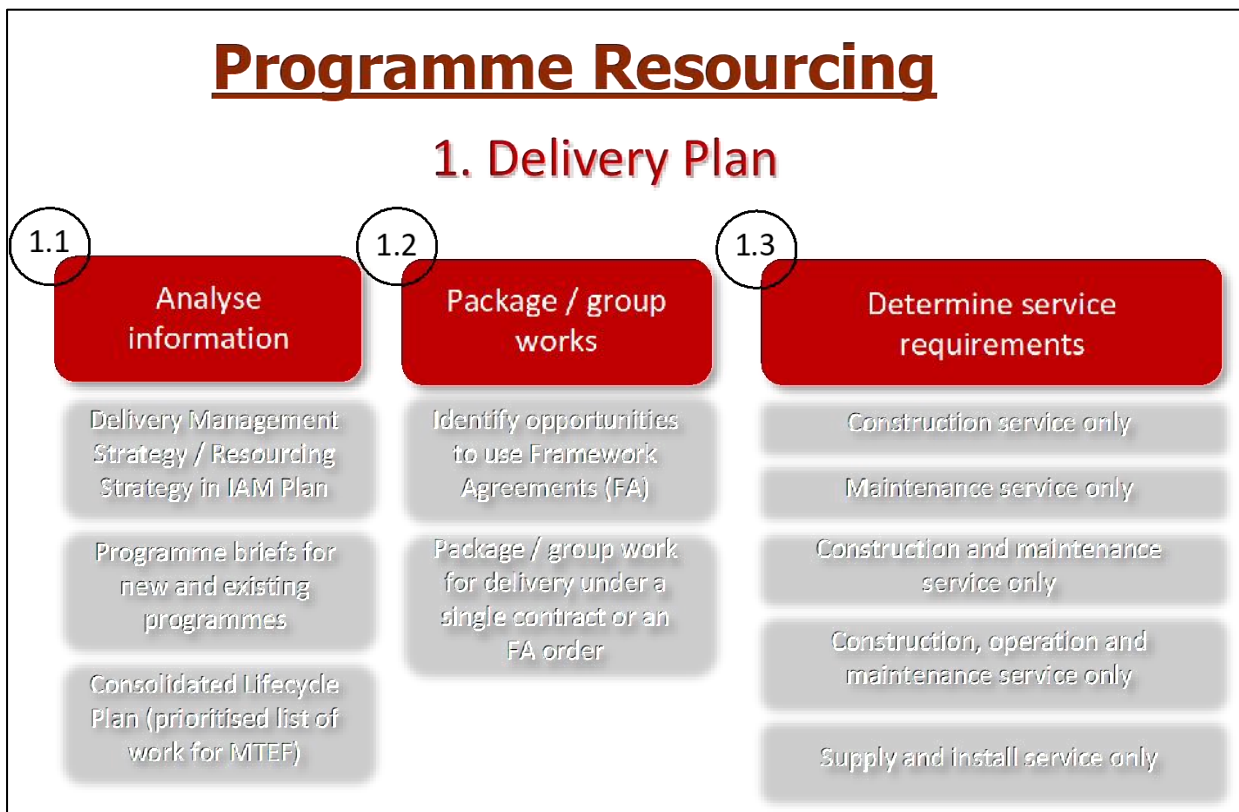 Programme Resourcing
1. Delivery Plan
1.1
Analyse
information
Delivery Management
Strategy / Resourcing
Strategy in IAM Plan
Programme briefs for
new and existing
programmes
Consolidated Lifecycle
Plan (prioritised list of
work for MTEF)
1.2
Package / group
works
Identify opportunities
to use Framework
Agreements (FA)
Package / group work
for delivery under a
single contract or an
FA order
1.3
Determine service
requirements
Construction service only
Maintenance service only
Construction and maintenance
service only
Construction, operation and
maintenance service only
Supply and install service only